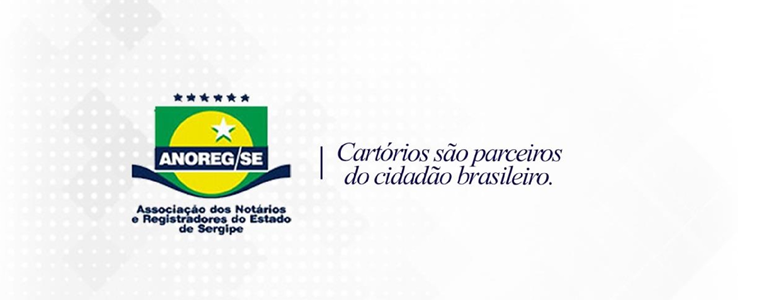 ANOREG/SE
Associação dos Notários
e Registradores do Estado
de Sergipe
Cartórios são parceiros
do cidadão brasileiro.